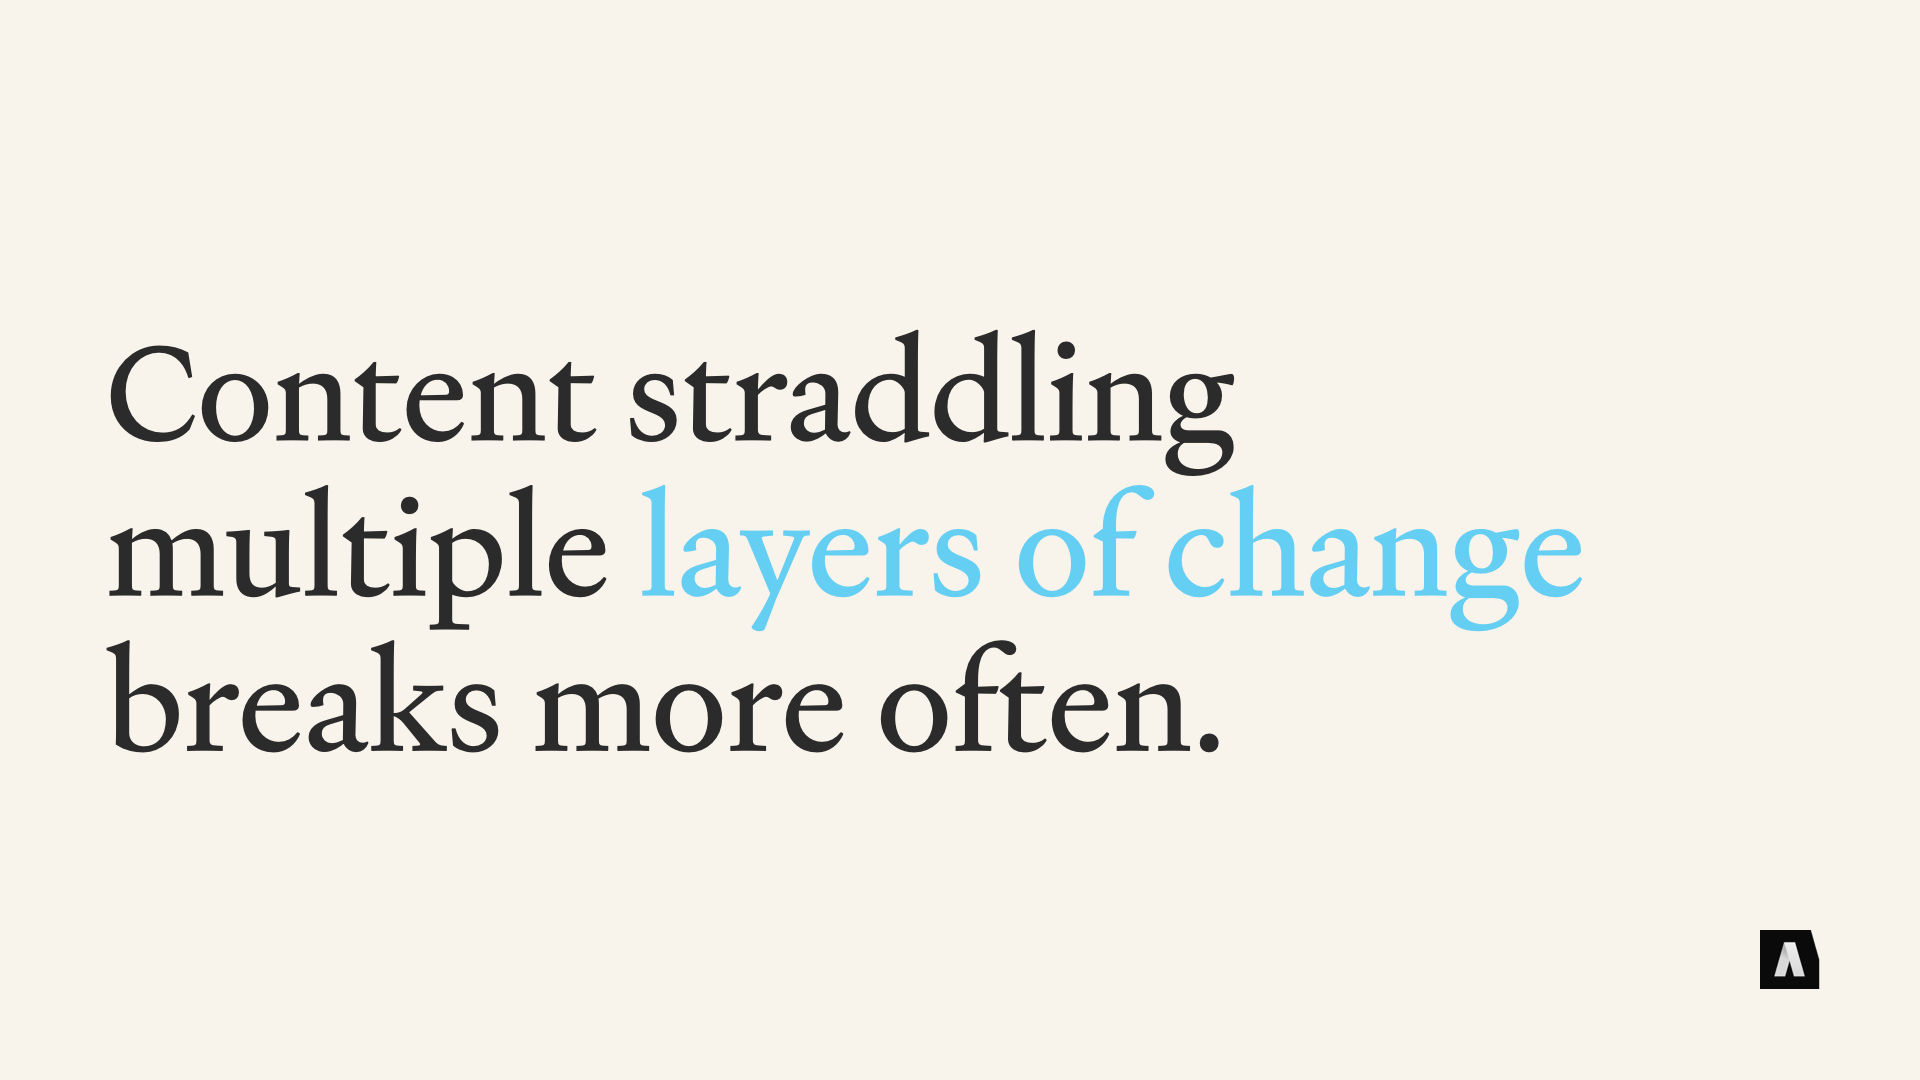 Content straddling
multiple layers of change
breaks more often.